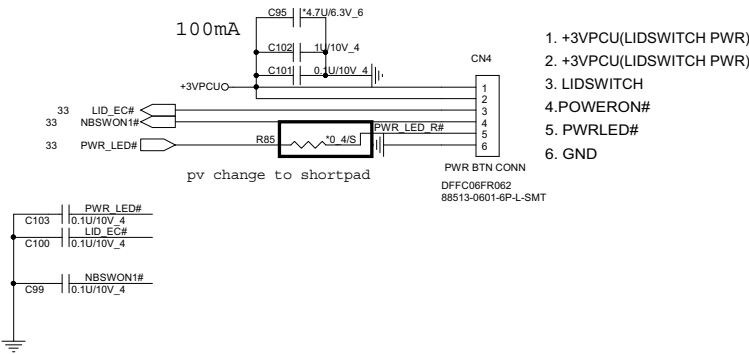 C95 *4.7U/6.3V_6
100mA
C102 1U/10V_4
C101 0.1U/10V_4
+3VPCU
CN4
1
2
3
4
5
6
33 LID_EC#
33 NBSWON1#
33 PWR_LED#
R85 *0_4/S PWR_LED_R#
pv change to shortpad
PWR BTN CONN
DFFC06FR062
88513-0601-6P-L-SMT
1. +3VPCU(LIDSWITCH PWR)
2. +3VPCU(LIDSWITCH PWR)
3. LIDSWITCH
4.POWERON#
5. PWRLED#
6. GND
PWR_LED#
C103 0.1U/10V_4
LID_EC#
C100 0.1U/10V_4
NBSWON1#
C99 0.1U/10V_4